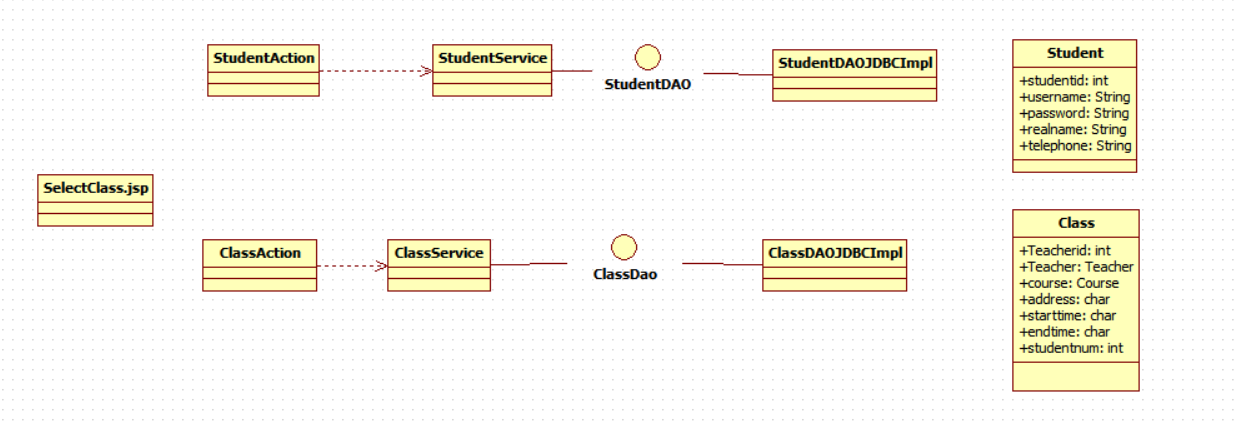 StudentAction
StudentService
StudentDAO
StudentDAOJDBCImpl
Student
+studentid: int
+username: String
+password: String
+realname: String
+telephone: String
SelectClass.jsp
ClassAction
ClassService
ClassDao
ClassDAOJDBCImpl
Class
+Teacherid: int
+Teacher: Teacher
+course: Course
+address: char
+starttime: char
+endtime: char
+studentnum: int